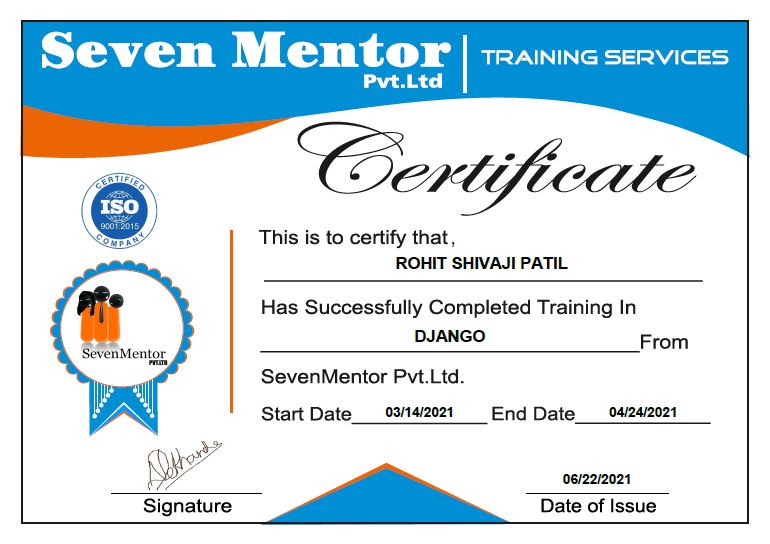 Seven Mentor
Pvt.Ltd
TRAINING SERVICES
Certificate
CERTIFIED
ISO
9001:2015
COMPANY
This is to certify that,
ROHIT SHIVAJI PATIL
Has Successfully Completed Training In
DJANGO
From
SevenMentor
PVT.LTD
SevenMentor Pvt.Ltd.
Start Date 03/14/2021 End Date 04/24/2021
06/22/2021
Signature
Date of Issue